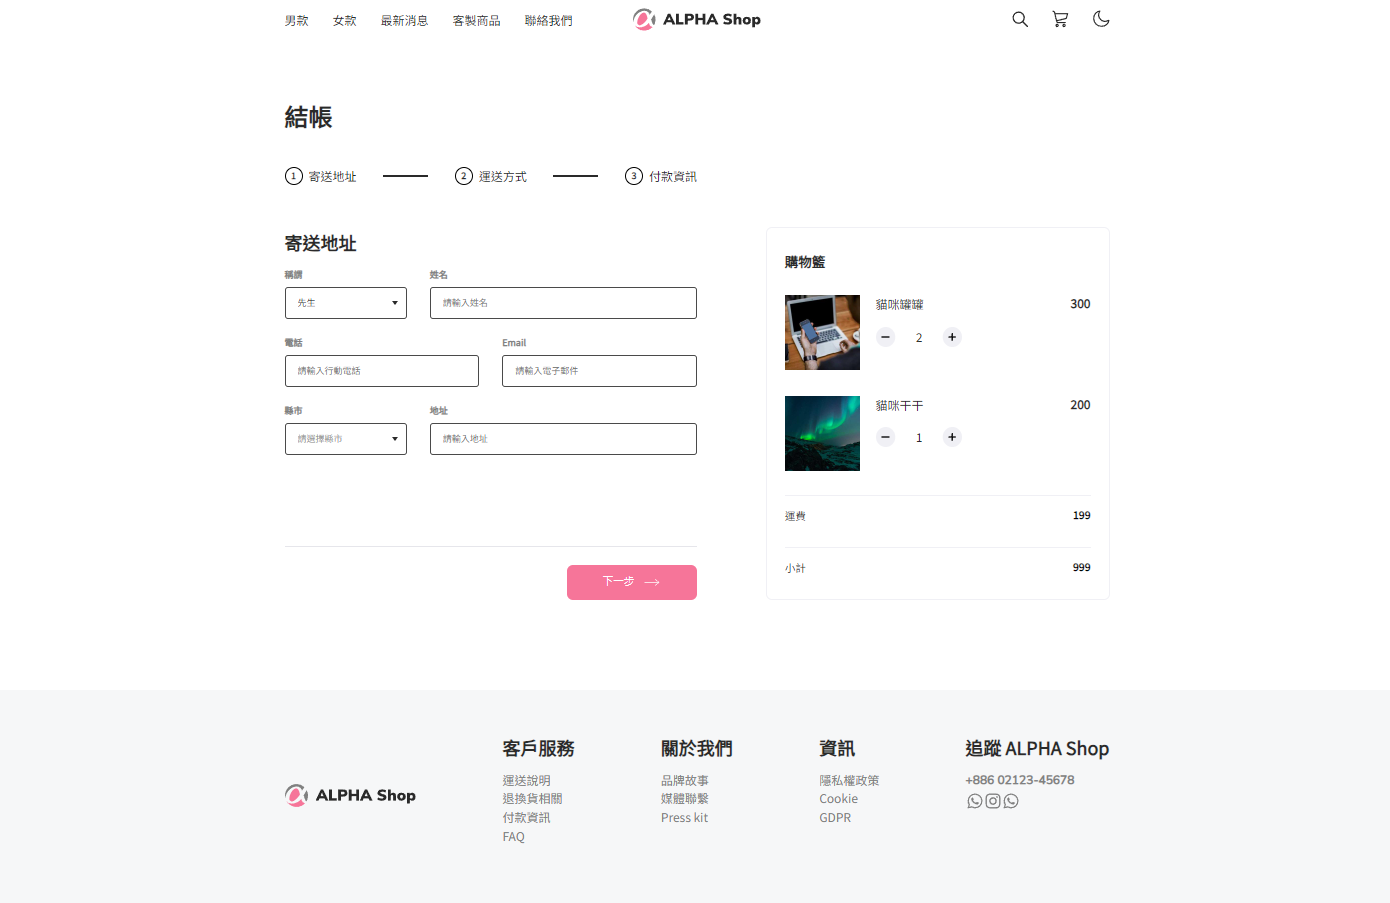 男款 女款 最新消息 客製商品 聯絡我們 ALPHA Shop
結帳
1 寄送地址 2 運送方式 3 付款資訊
寄送地址
稱謂 姓名
先生 請輸入姓名
電話 Email
請輸入行動電話 請輸入電子郵件
縣市 地址
請選擇縣市 請輸入地址
下一步
購物籃
貓咪罐罐 300
2
貓咪干干 200
1
運費 199
小計 999
ALPHA Shop
客戶服務
運送說明
退換貨相關
付款資訊
FAQ
關於我們
品牌故事
媒體聯繫
Press kit
資訊
隱私權政策
Cookie
GDPR
追蹤 ALPHA Shop
+886 02123-45678